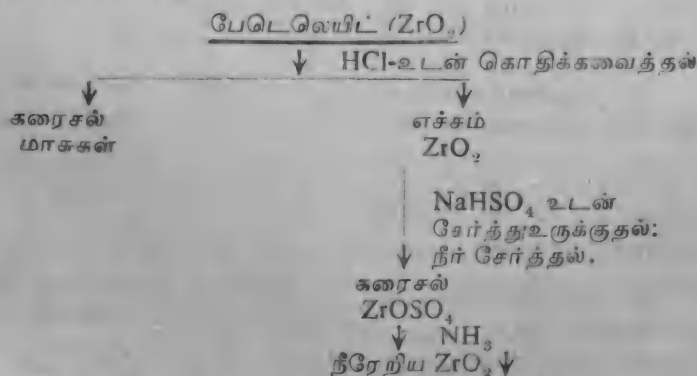 பேடெலெயிட் (ZrO₂)
↓ HCl-உடன் கொதிக்கவைத்தல்
↓ ↓
கரைசல் எச்சம்
மாசுகள் ZrO₂
NaHSO₄ உடன்
சேர்த்துஉருக்குதல்:
↓ நீர் சேர்த்தல்.
கரைசல்
ZrOSO₄
↓ NH₃
நீரேறிய ZrO₂ ↓